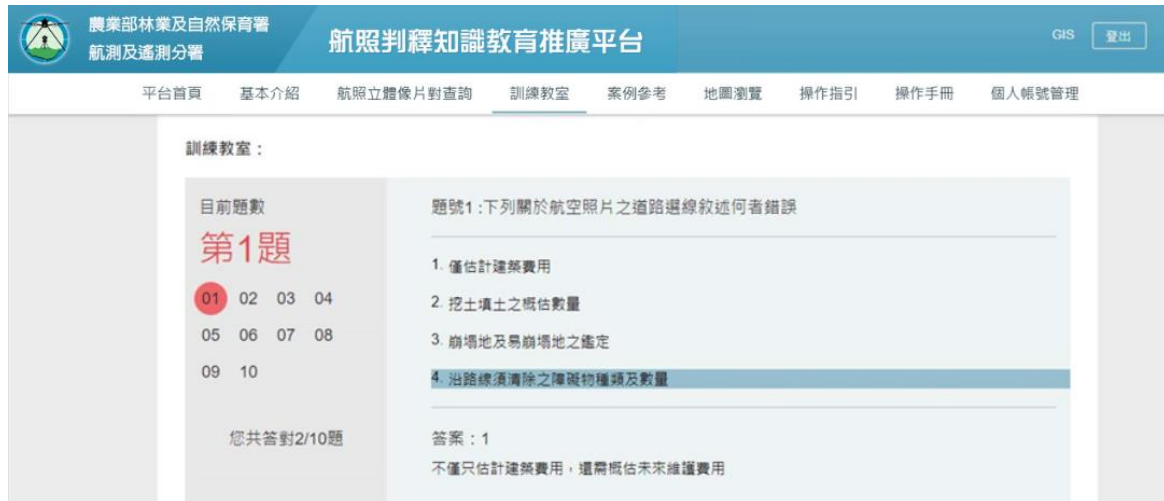 農業部林業及自然保育署
航測及遙測分署
航照判釋知識教育推廣平台
GIS
登出
平台首頁 基本介紹 航照立體像片對查詢 訓練教室 案例參考 地圖瀏覽 操作指引 操作手冊 個人帳號管理
訓練教室：
目前題數
第1題
01 02 03 04
05 06 07 08
09 10
您共答對2/10題
題號1 :下列關於航空照片之道路選線敘述何者錯誤
1. 僅估計建築費用
2. 挖土填土之概估數量
3. 崩塌地及易崩塌地之鑑定
4. 沿路線須清除之障礙物種類及數量
答案：1
不僅只估計建築費用，還需概估未來維護費用